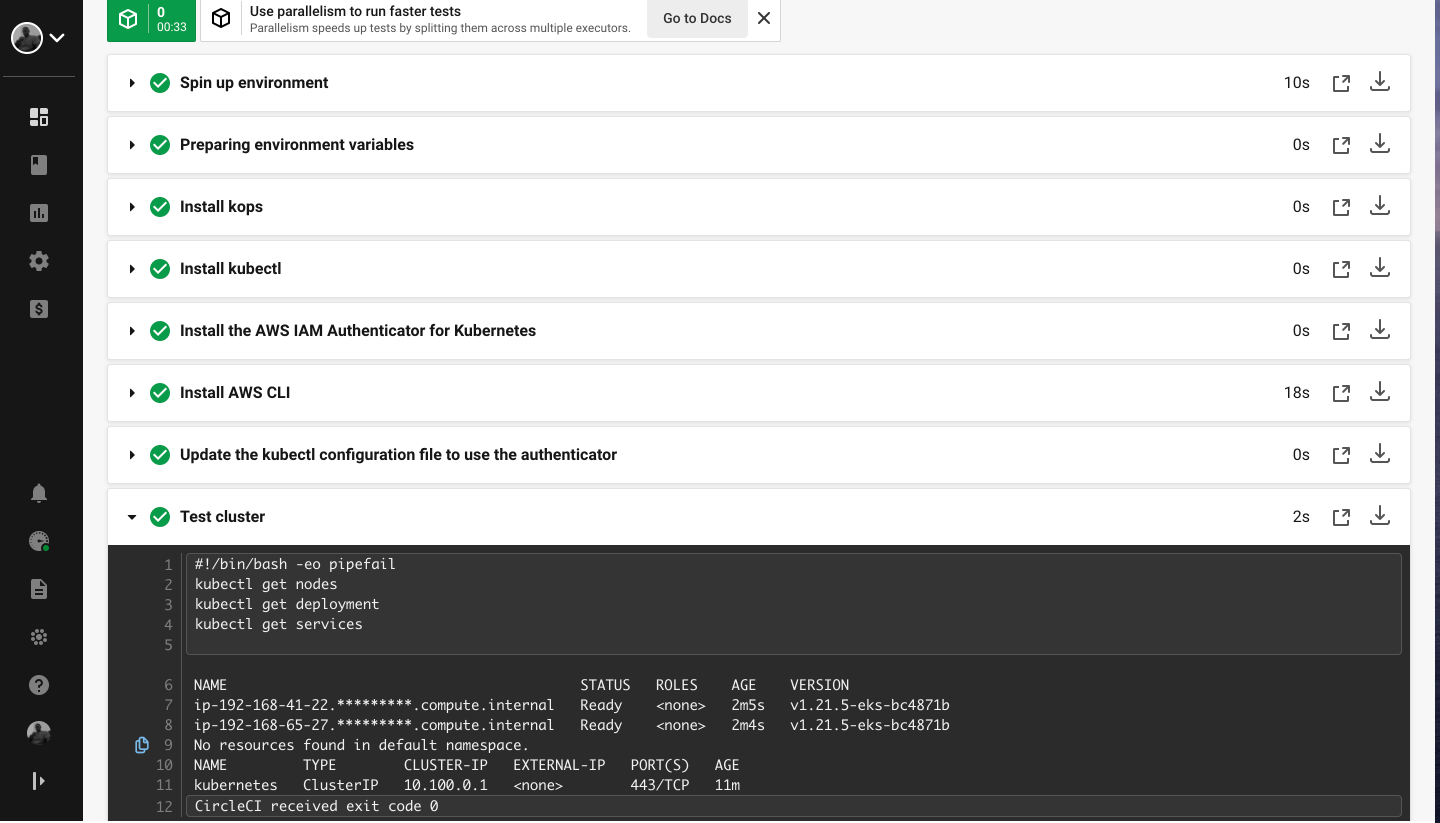 0
00:33
Use parallelism to run faster tests
Parallelism speeds up tests by splitting them across multiple executors.
Go to Docs
Spin up environment 10s
Preparing environment variables 0s
Install kops 0s
Install kubectl 0s
Install the AWS IAM Authenticator for Kubernetes 0s
Install AWS CLI 18s
Update the kubectl configuration file to use the authenticator 0s
Test cluster 2s
1 #!/bin/bash -eo pipefail
2 kubectl get nodes
3 kubectl get deployment
4 kubectl get services
5
6 NAME STATUS ROLES AGE VERSION
7 ip-192-168-41-22.*********.compute.internal Ready <none> 2m5s v1.21.5-eks-bc4871b
8 ip-192-168-65-27.*********.compute.internal Ready <none> 2m4s v1.21.5-eks-bc4871b
9 No resources found in default namespace.
10 NAME TYPE CLUSTER-IP EXTERNAL-IP PORT(S) AGE
11 kubernetes ClusterIP 10.100.0.1 <none> 443/TCP 11m
12 CircleCI received exit code 0